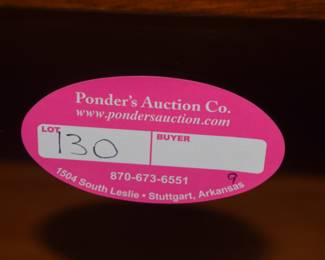 Ponder's Auction Co.
www.pondersauction.com
LOT BUYER
130
870-673-6551
9
1504 South Leslie • Stuttgart, Arkansas